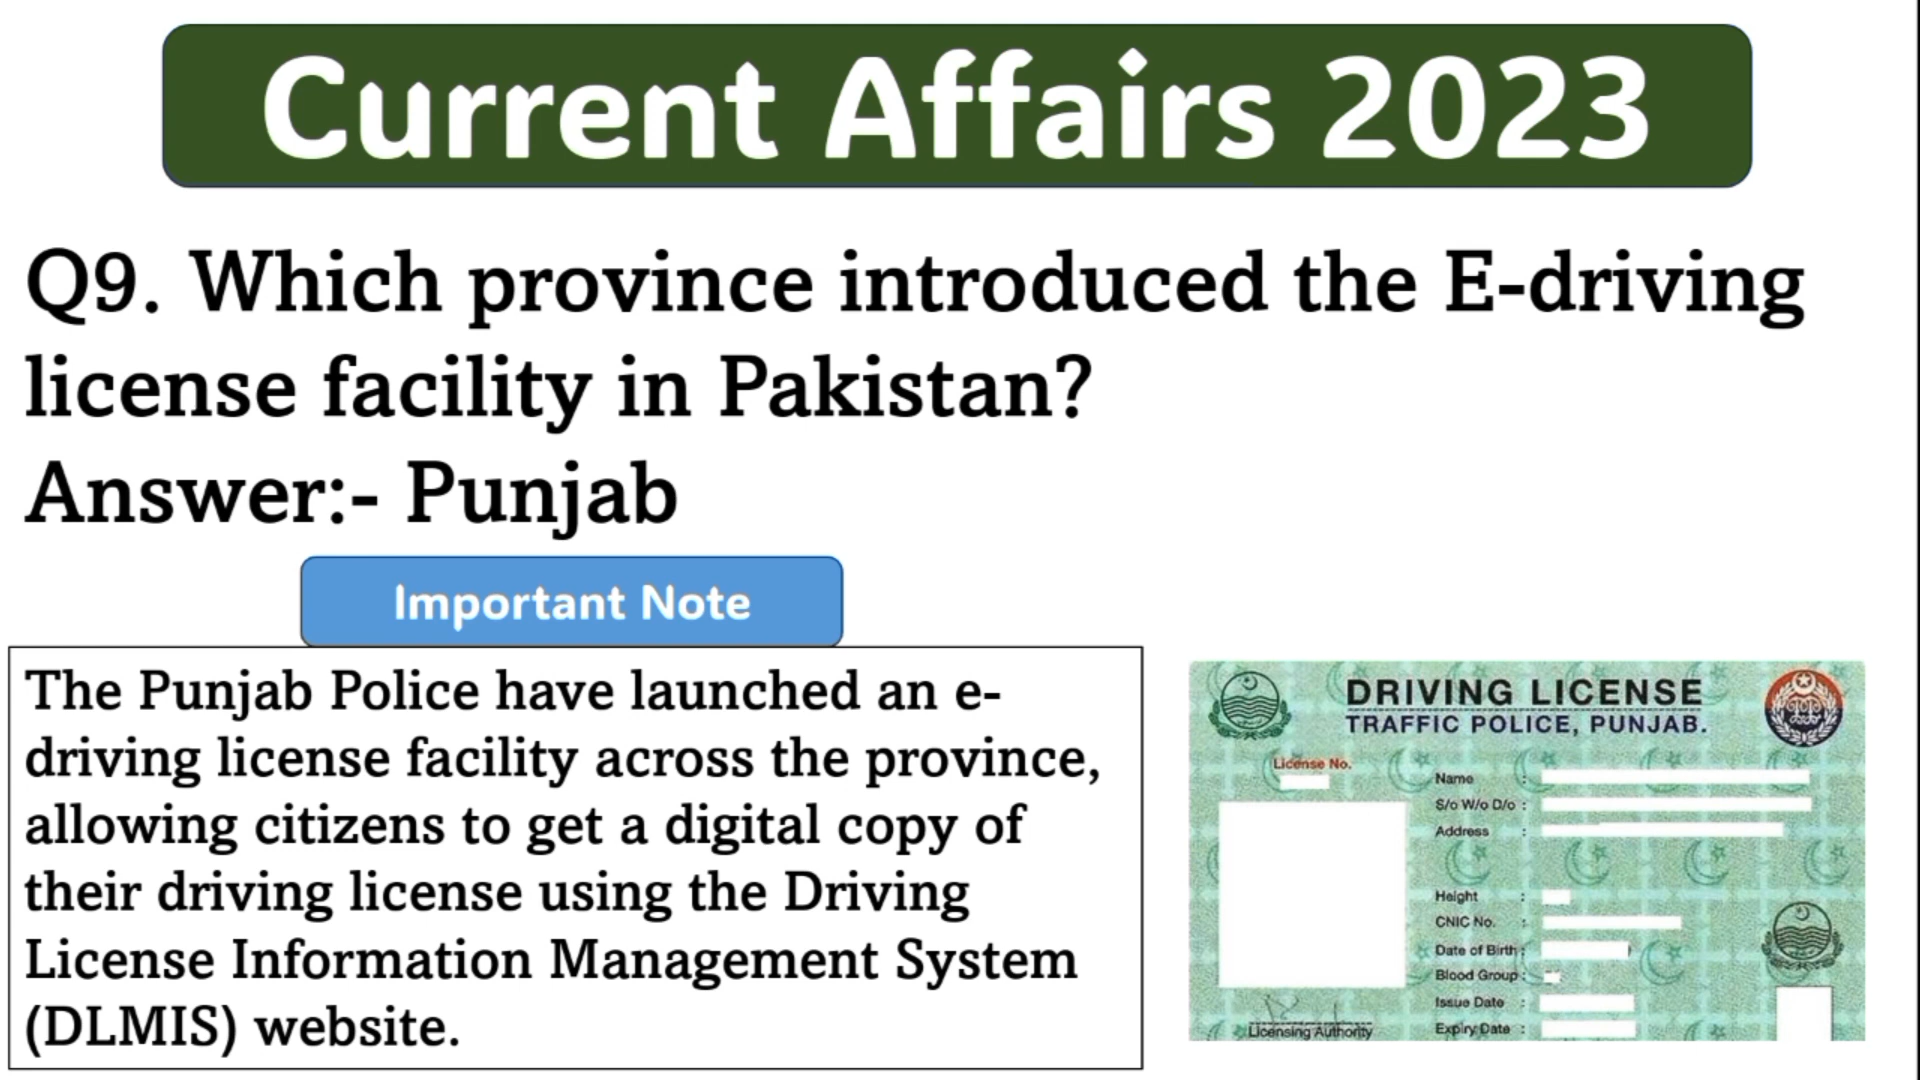 Current Affairs 2023
Q9. Which province introduced the E-driving
license facility in Pakistan?
Answer:- Punjab
Important Note
The Punjab Police have launched an e-
driving license facility across the province,
allowing citizens to get a digital copy of
their driving license using the Driving
License Information Management System
(DLMIS) website.
DRIVING LICENSE
TRAFFIC POLICE, PUNJAB.
License No.
Name :
S/o W/o D/o :
Address :
Height :
CNIC No. :
Date of Birth :
Blood Group :
Issue Date :
Expiry Date :
Licensing Authority